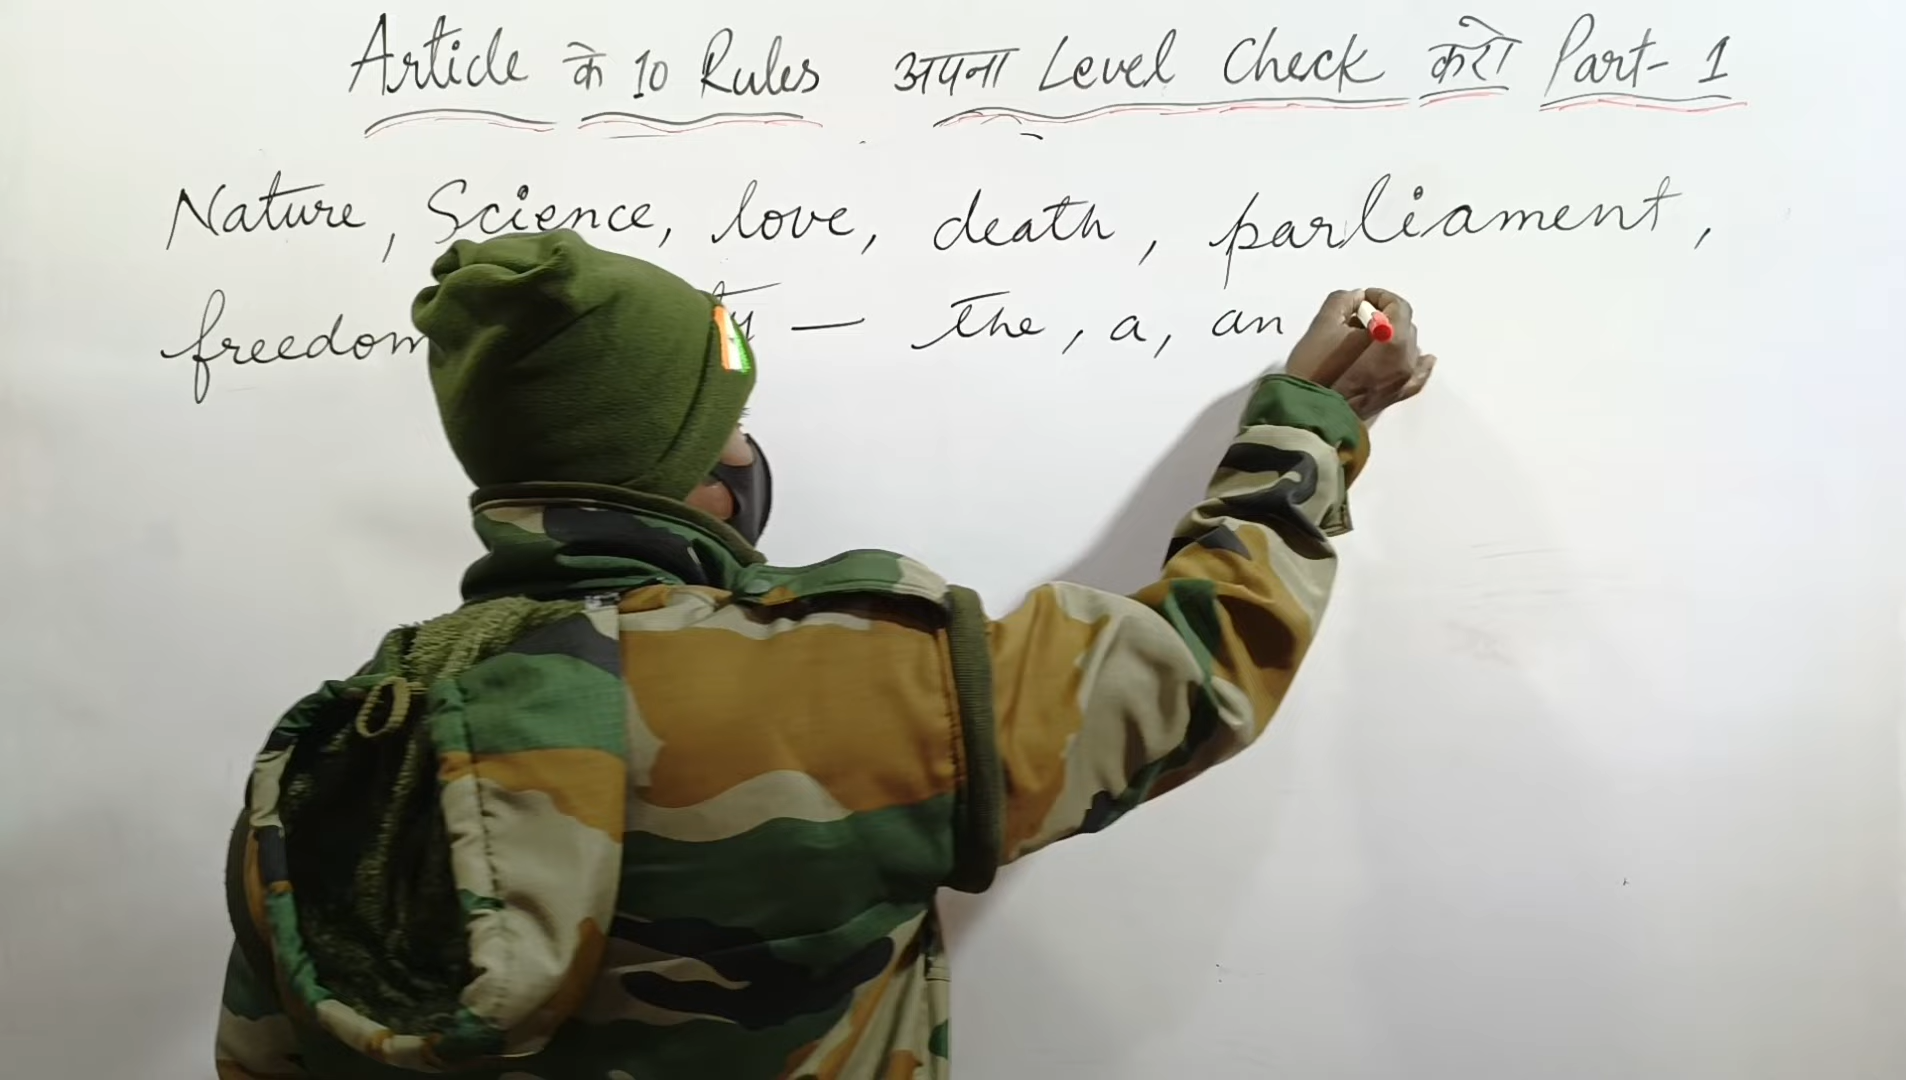 Article के 10 Rules अपना Level Check करो Part- 1
Nature, Science, love, death, parliament,
freedom — the, a, an